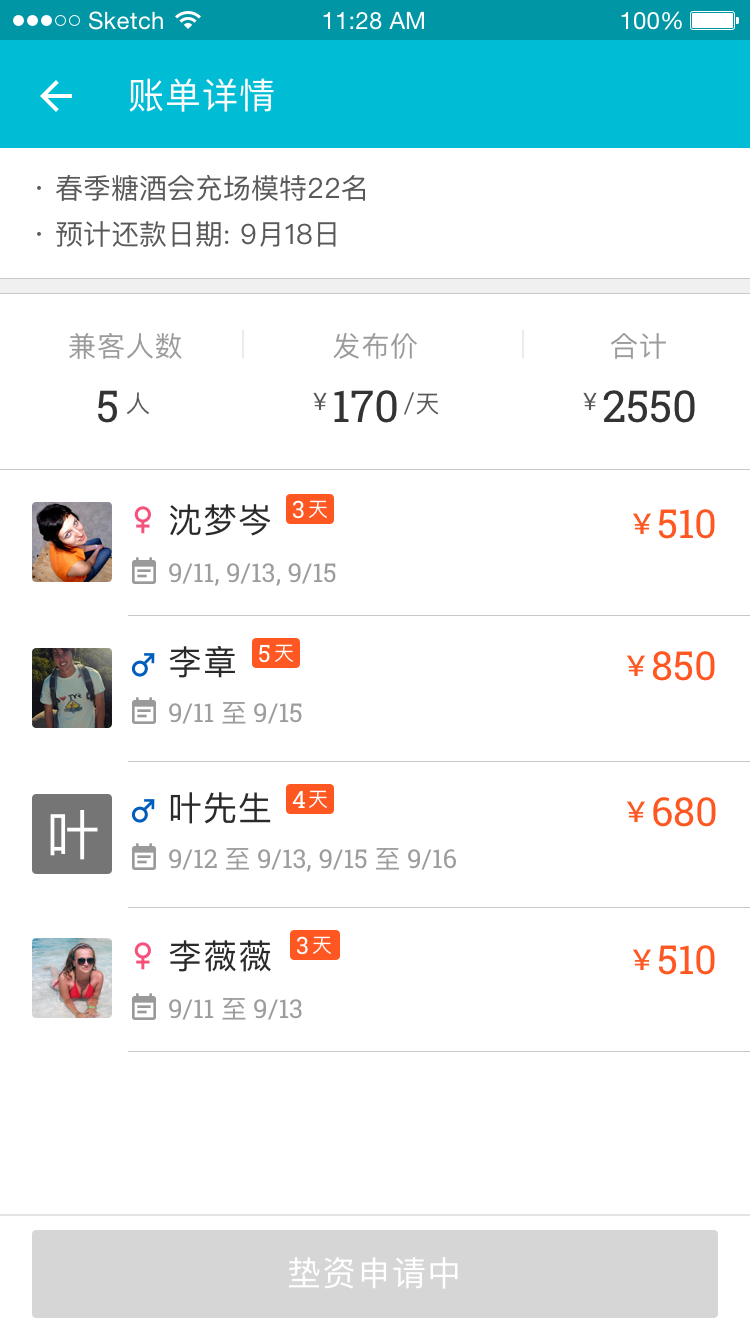 Sketch 11:28 AM 100%
账单详情
· 春季糖酒会充场模特22名
· 预计还款日期: 9月18日
兼客人数 发布价 合计
5 人 ¥170/天 ¥2550
沈梦岑 3天 ¥510
9/11, 9/13, 9/15
李章 5天 ¥850
9/11 至 9/15
叶
叶先生 4天 ¥680
9/12 至 9/13, 9/15 至 9/16
李薇薇 3天 ¥510
9/11 至 9/13
垫资申请中